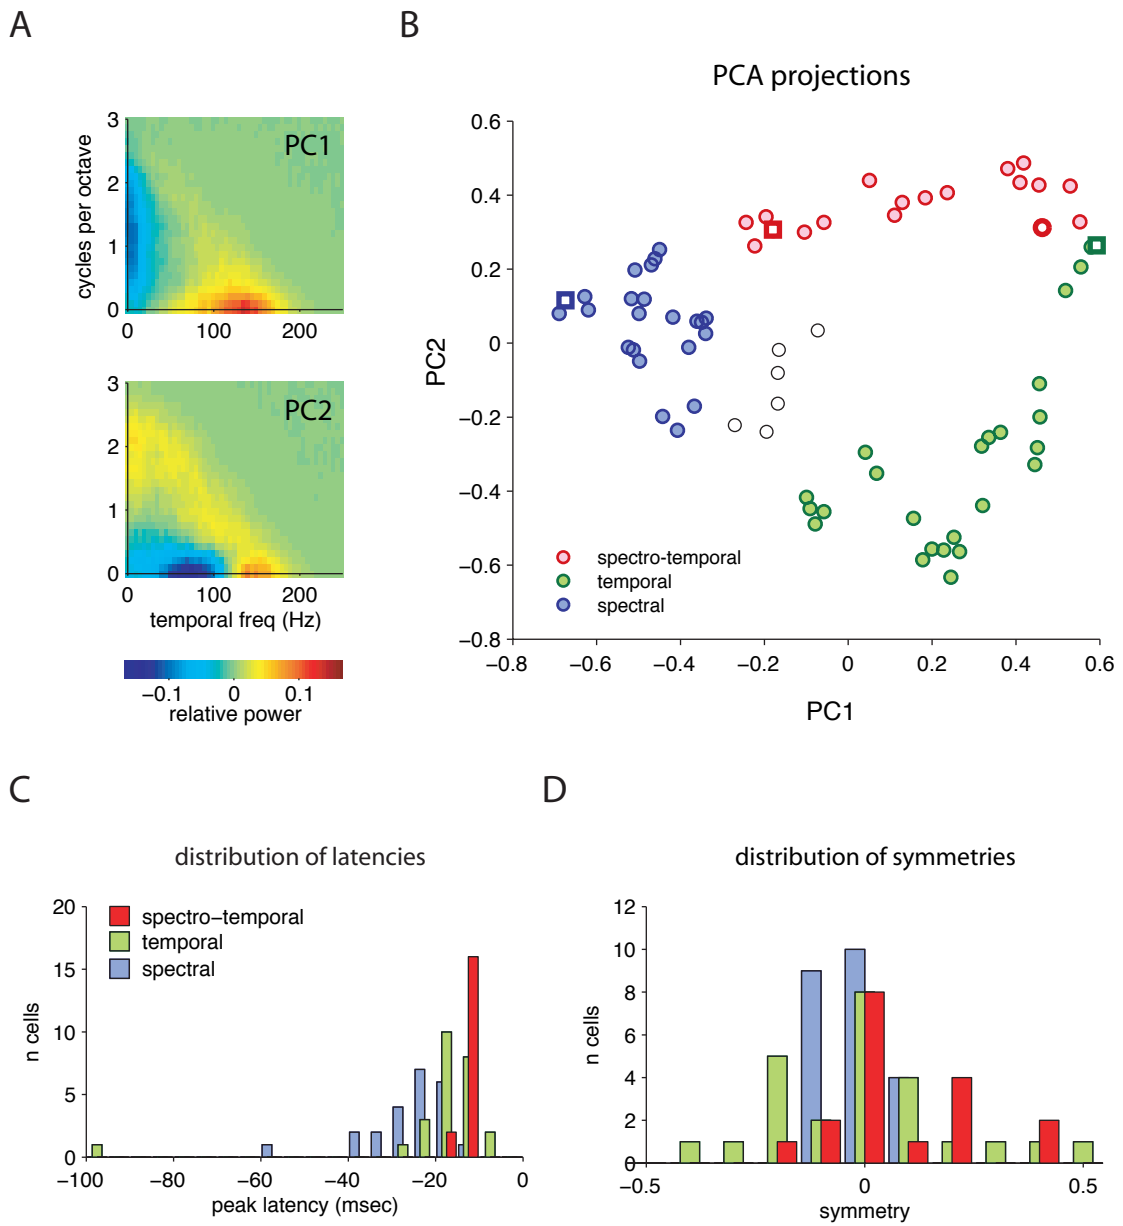 A
B
PCA projections
3
2
1
0
cycles per octave
PC1
0
100
200
3
2
1
0
PC2
0
100
200
temporal freq (Hz)
−0.1
0
0.1
relative power
0.6
0.4
0.2
0
−0.2
−0.4
−0.6
−0.8
PC2
spectro-temporal
temporal
spectral
−0.8
−0.6
−0.4
−0.2
0
0.2
0.4
0.6
PC1
C
distribution of latencies
20
15
10
5
0
n cells
spectro−temporal
temporal
spectral
−100
−80
−60
−40
−20
0
peak latency (msec)
D
distribution of symmetries
12
10
8
6
4
2
0
n cells
−0.5
0
0.5
symmetry